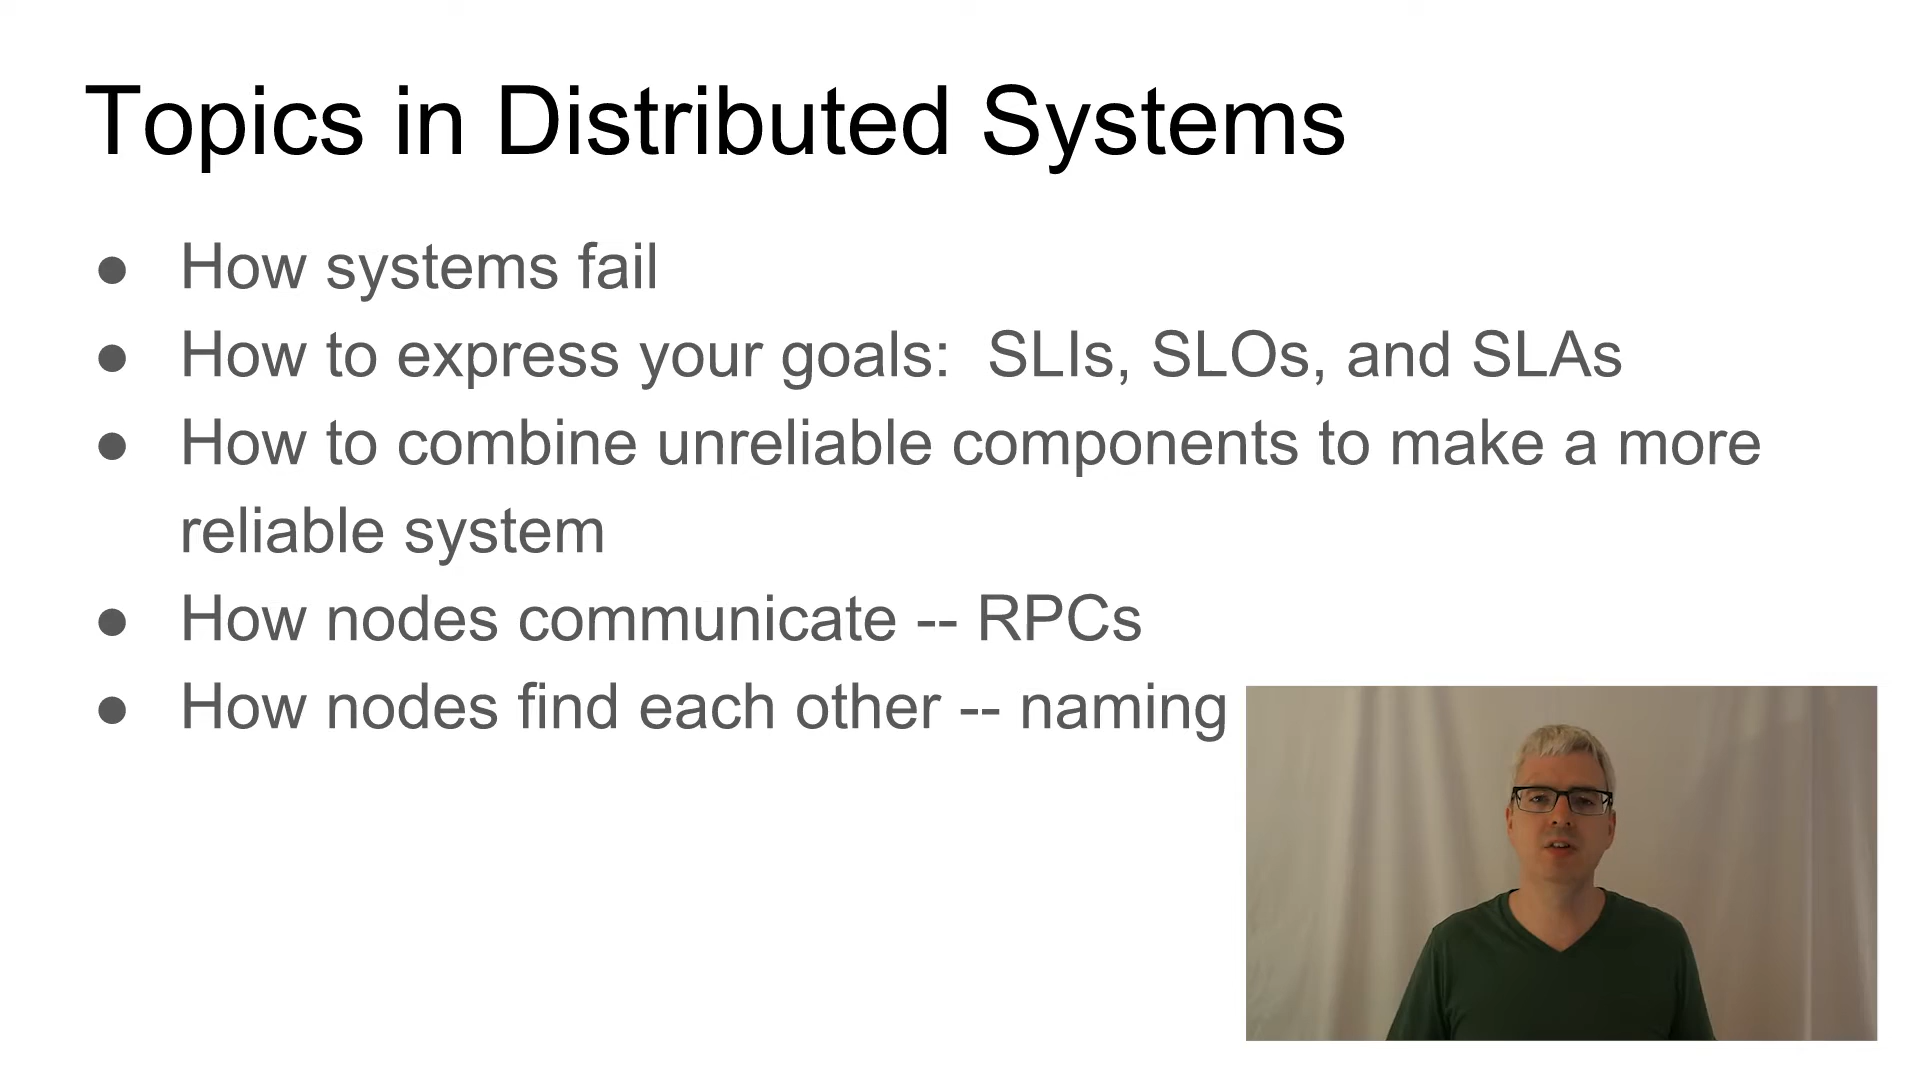 Topics in Distributed Systems
● How systems fail
● How to express your goals:  SLIs, SLOs, and SLAs
● How to combine unreliable components to make a more
reliable system
● How nodes communicate -- RPCs
● How nodes find each other -- naming